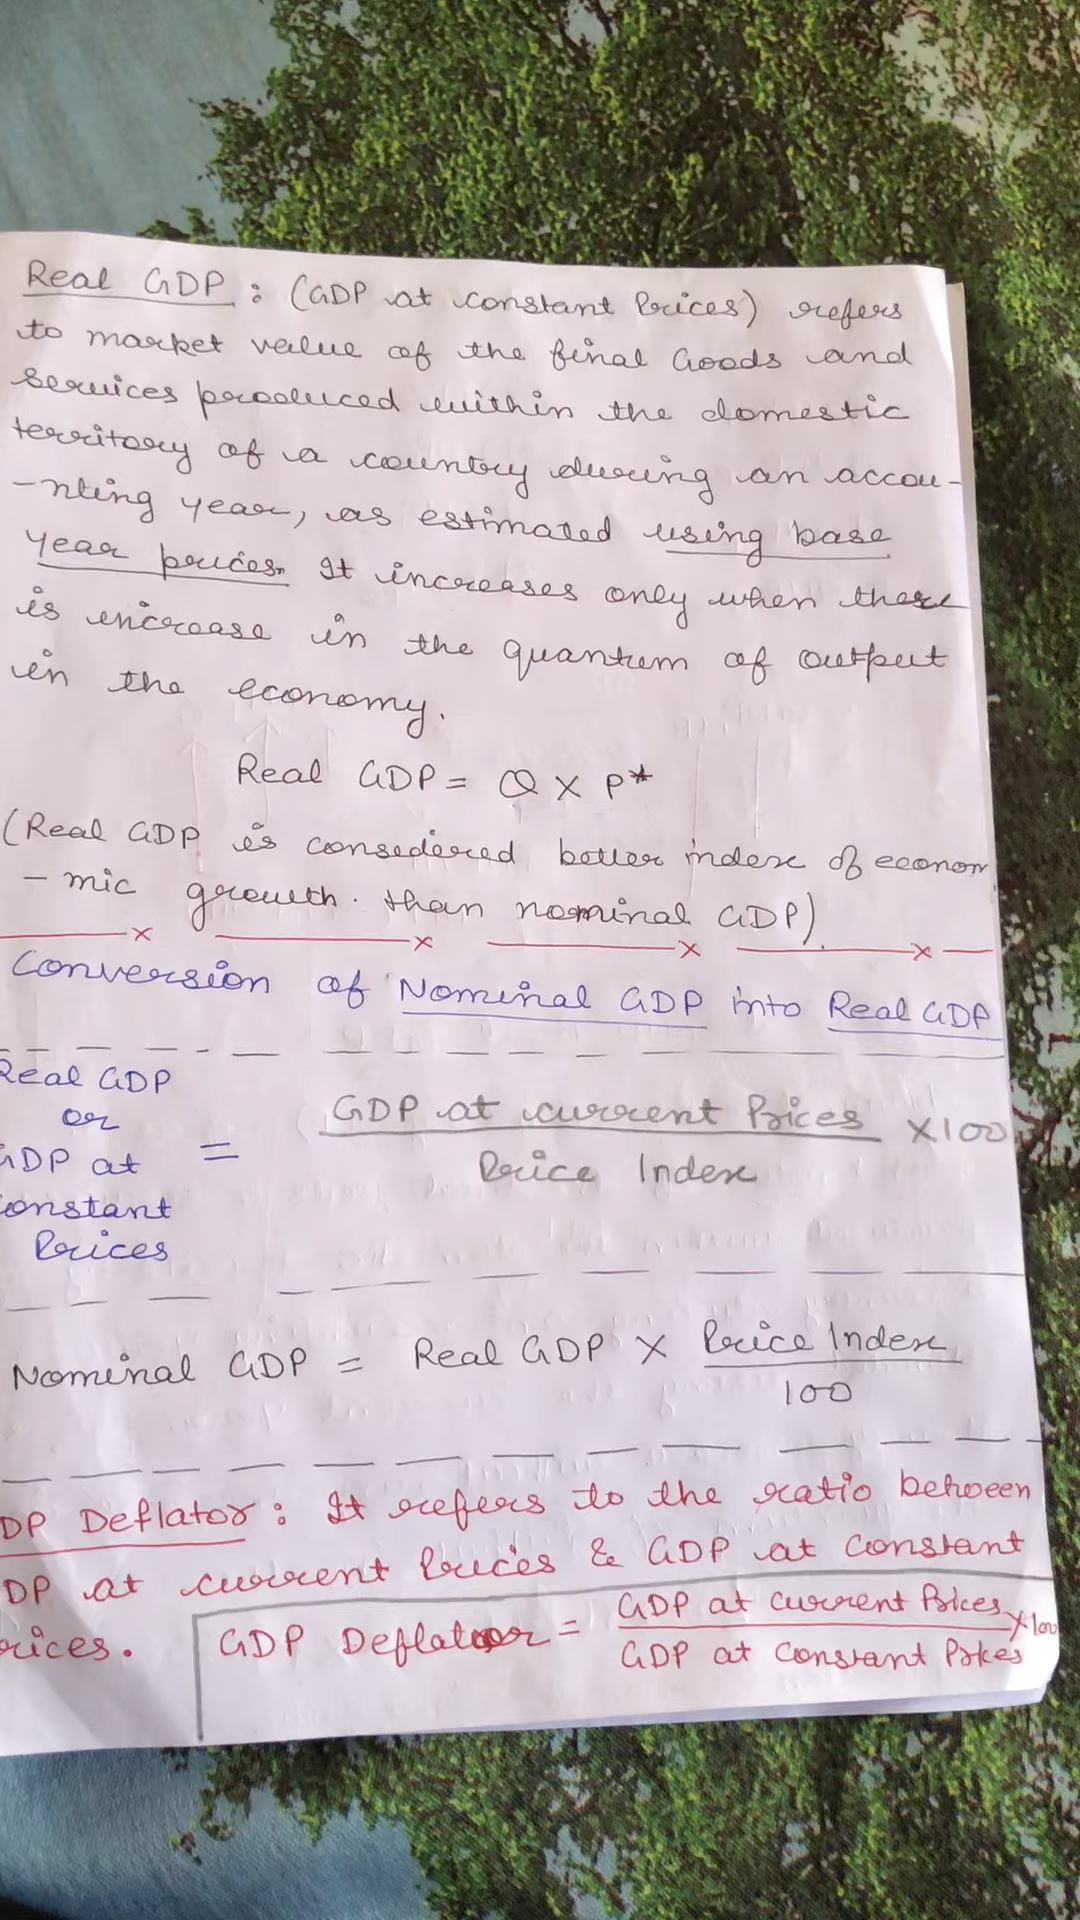 Real GDP : (GDP at constant Prices) refers
to market value of the final Goods and
services produced within the domestic
territory of a country during an accou-
-nting year, as estimated using base
year prices. It increases only when there
is increase in the quantum of output
in the economy.
Real GDP = Q X P*
(Real GDP is considered better index of econom
-mic growth. than nominal GDP).
Conversion of Nominal GDP into Real GDP
Real GDP
or
GDP at
constant
Prices
=
GDP at current Prices
Price Index
X100
Nominal GDP = Real GDP X Price Index
100
DP Deflator : It refers to the ratio between
DP at current Prices & GDP at constant
rices.
GDP Deflator = GDP at current Prices X100
GDP at constant Prices